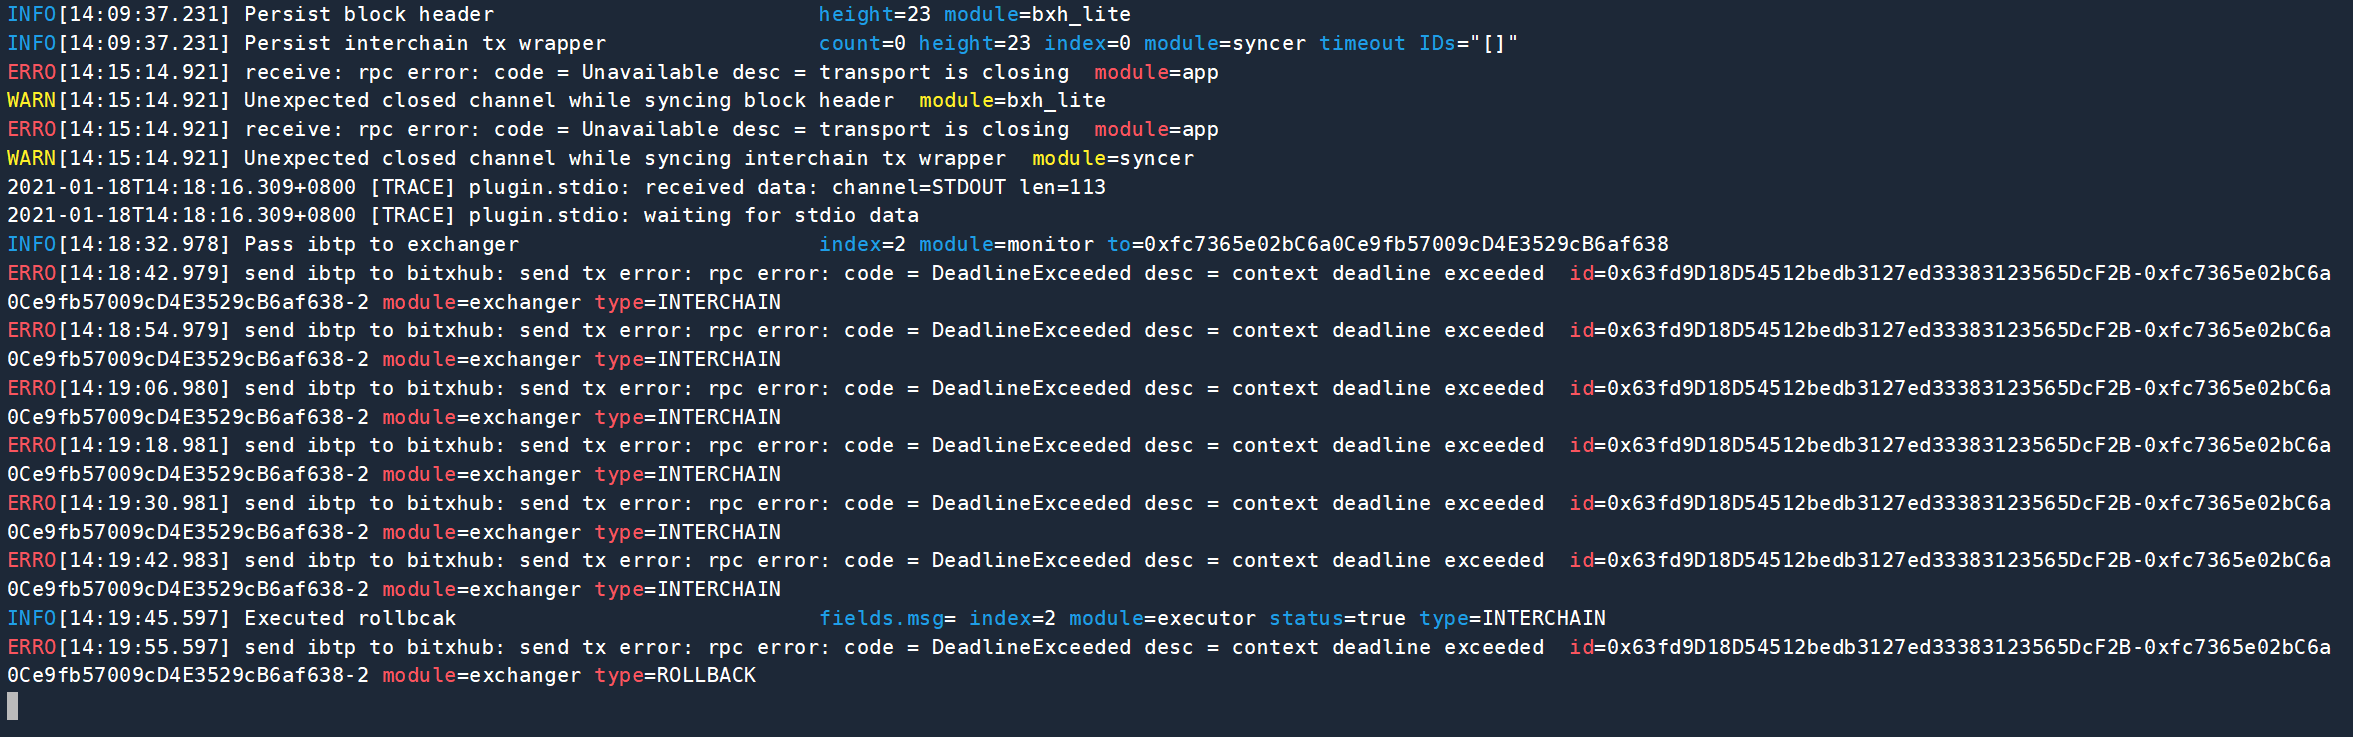 INFO[14:09:37.231] Persist block header                          height=23 module=bxh_lite
INFO[14:09:37.231] Persist interchain tx wrapper                 count=0 height=23 index=0 module=syncer timeout IDs="[]"
ERRO[14:15:14.921] receive: rpc error: code = Unavailable desc = transport is closing  module=app
WARN[14:15:14.921] Unexpected closed channel while syncing block header  module=bxh_lite
ERRO[14:15:14.921] receive: rpc error: code = Unavailable desc = transport is closing  module=app
WARN[14:15:14.921] Unexpected closed channel while syncing interchain tx wrapper  module=syncer
2021-01-18T14:18:16.309+0800 [TRACE] plugin.stdio: received data: channel=STDOUT len=113
2021-01-18T14:18:16.309+0800 [TRACE] plugin.stdio: waiting for stdio data
INFO[14:18:32.978] Pass ibtp to exchanger                        index=2 module=monitor to=0xfc7365e02bC6a0Ce9fb57009cD4E3529cB6af638
ERRO[14:18:42.979] send ibtp to bitxhub: send tx error: rpc error: code = DeadlineExceeded desc = context deadline exceeded  id=0x63fd9D18D54512bedb3127ed33383123565DcF2B-0xfc7365e02bC6a
0Ce9fb57009cD4E3529cB6af638-2 module=exchanger type=INTERCHAIN
ERRO[14:18:54.979] send ibtp to bitxhub: send tx error: rpc error: code = DeadlineExceeded desc = context deadline exceeded  id=0x63fd9D18D54512bedb3127ed33383123565DcF2B-0xfc7365e02bC6a
0Ce9fb57009cD4E3529cB6af638-2 module=exchanger type=INTERCHAIN
ERRO[14:19:06.980] send ibtp to bitxhub: send tx error: rpc error: code = DeadlineExceeded desc = context deadline exceeded  id=0x63fd9D18D54512bedb3127ed33383123565DcF2B-0xfc7365e02bC6a
0Ce9fb57009cD4E3529cB6af638-2 module=exchanger type=INTERCHAIN
ERRO[14:19:18.981] send ibtp to bitxhub: send tx error: rpc error: code = DeadlineExceeded desc = context deadline exceeded  id=0x63fd9D18D54512bedb3127ed33383123565DcF2B-0xfc7365e02bC6a
0Ce9fb57009cD4E3529cB6af638-2 module=exchanger type=INTERCHAIN
ERRO[14:19:30.981] send ibtp to bitxhub: send tx error: rpc error: code = DeadlineExceeded desc = context deadline exceeded  id=0x63fd9D18D54512bedb3127ed33383123565DcF2B-0xfc7365e02bC6a
0Ce9fb57009cD4E3529cB6af638-2 module=exchanger type=INTERCHAIN
ERRO[14:19:42.983] send ibtp to bitxhub: send tx error: rpc error: code = DeadlineExceeded desc = context deadline exceeded  id=0x63fd9D18D54512bedb3127ed33383123565DcF2B-0xfc7365e02bC6a
0Ce9fb57009cD4E3529cB6af638-2 module=exchanger type=INTERCHAIN
INFO[14:19:45.597] Executed rollbcak                             fields.msg= index=2 module=executor status=true type=INTERCHAIN
ERRO[14:19:55.597] send ibtp to bitxhub: send tx error: rpc error: code = DeadlineExceeded desc = context deadline exceeded  id=0x63fd9D18D54512bedb3127ed33383123565DcF2B-0xfc7365e02bC6a
0Ce9fb57009cD4E3529cB6af638-2 module=exchanger type=ROLLBACK